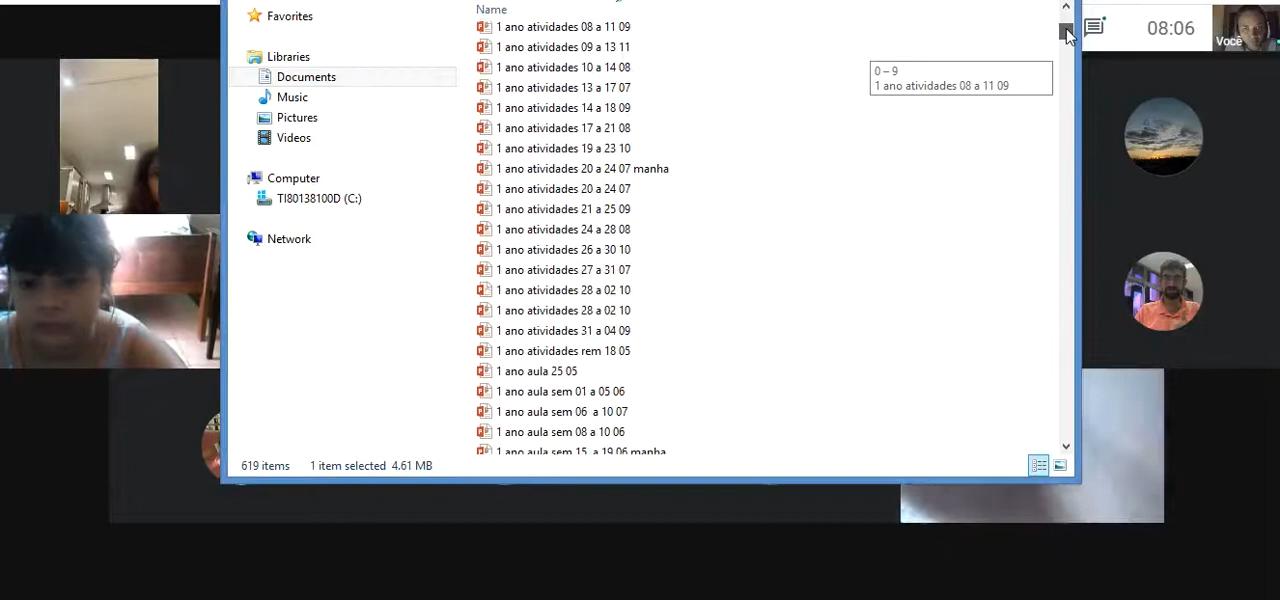 Favorites
Libraries
Documents
Music
Pictures
Videos
Computer
TI80138100D (C:)
Network
Name
1 ano atividades 08 a 11 09
1 ano atividades 09 a 13 11
1 ano atividades 10 a 14 08
1 ano atividades 13 a 17 07
1 ano atividades 14 a 18 09
1 ano atividades 17 a 21 08
1 ano atividades 19 a 23 10
1 ano atividades 20 a 24 07 manha
1 ano atividades 20 a 24 07
1 ano atividades 21 a 25 09
1 ano atividades 24 a 28 08
1 ano atividades 26 a 30 10
1 ano atividades 27 a 31 07
1 ano atividades 28 a 02 10
1 ano atividades 28 a 02 10
1 ano atividades 31 a 04 09
1 ano atividades rem 18 05
1 ano aula 25 05
1 ano aula sem 01 a 05 06
1 ano aula sem 06 a 10 07
1 ano aula sem 08 a 10 06
1 ano aula sem 15 a 19 06 manha
0 – 9
1 ano atividades 08 a 11 09
619 items 1 item selected 4.61 MB
08:06
Você